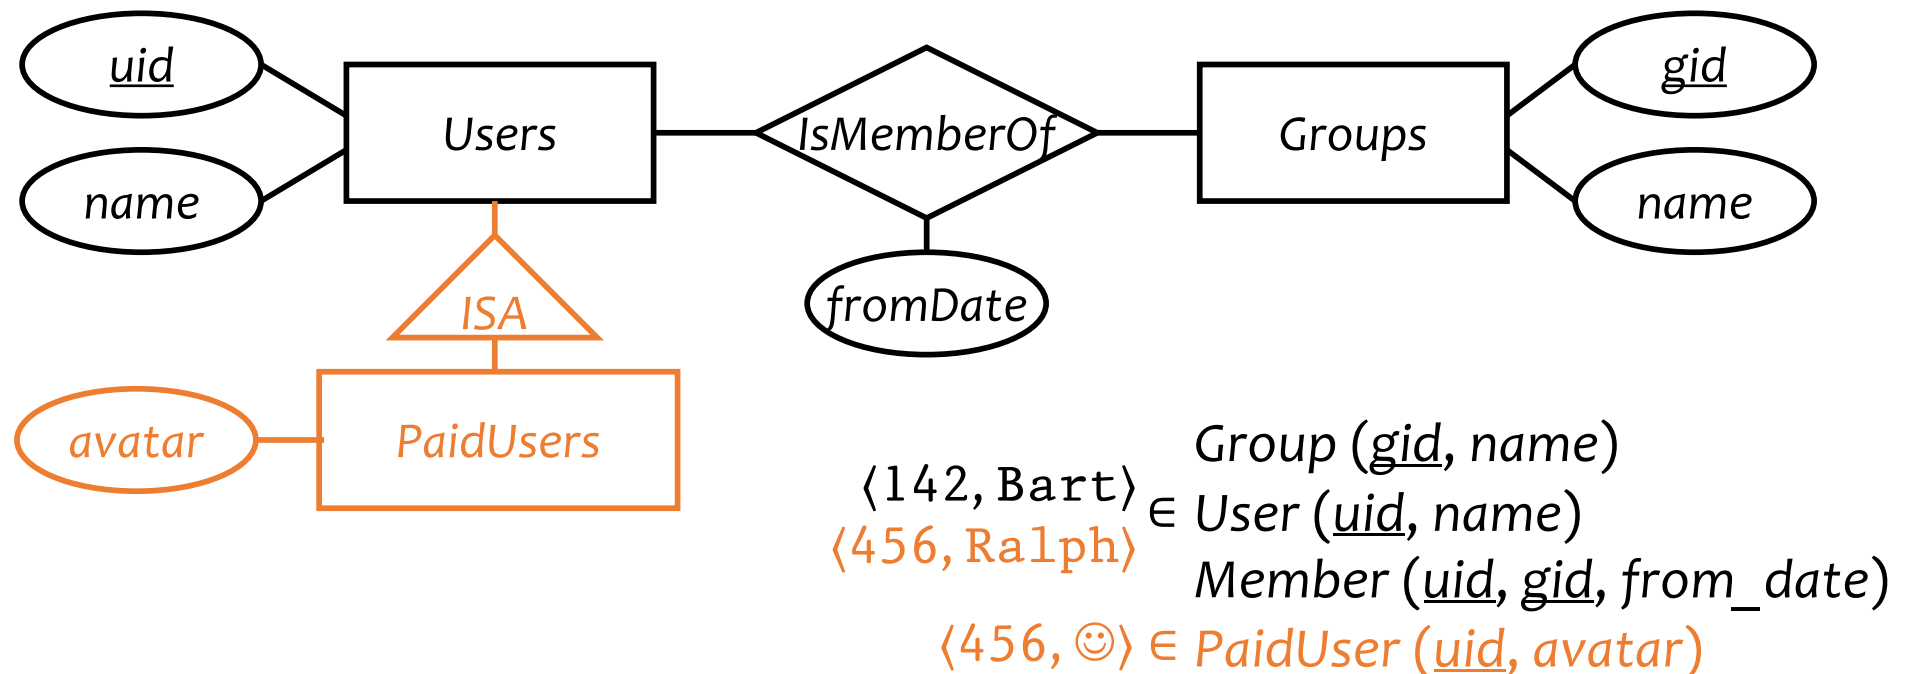 uid
name
Users
IsMemberOf
Groups
gid
name
fromDate
ISA
avatar
PaidUsers
Group (gid, name)
⟨142, Bart⟩
⟨456, Ralph⟩
∈ User (uid, name)
Member (uid, gid, from_date)
⟨456, ☺⟩ ∈ PaidUser (uid, avatar)